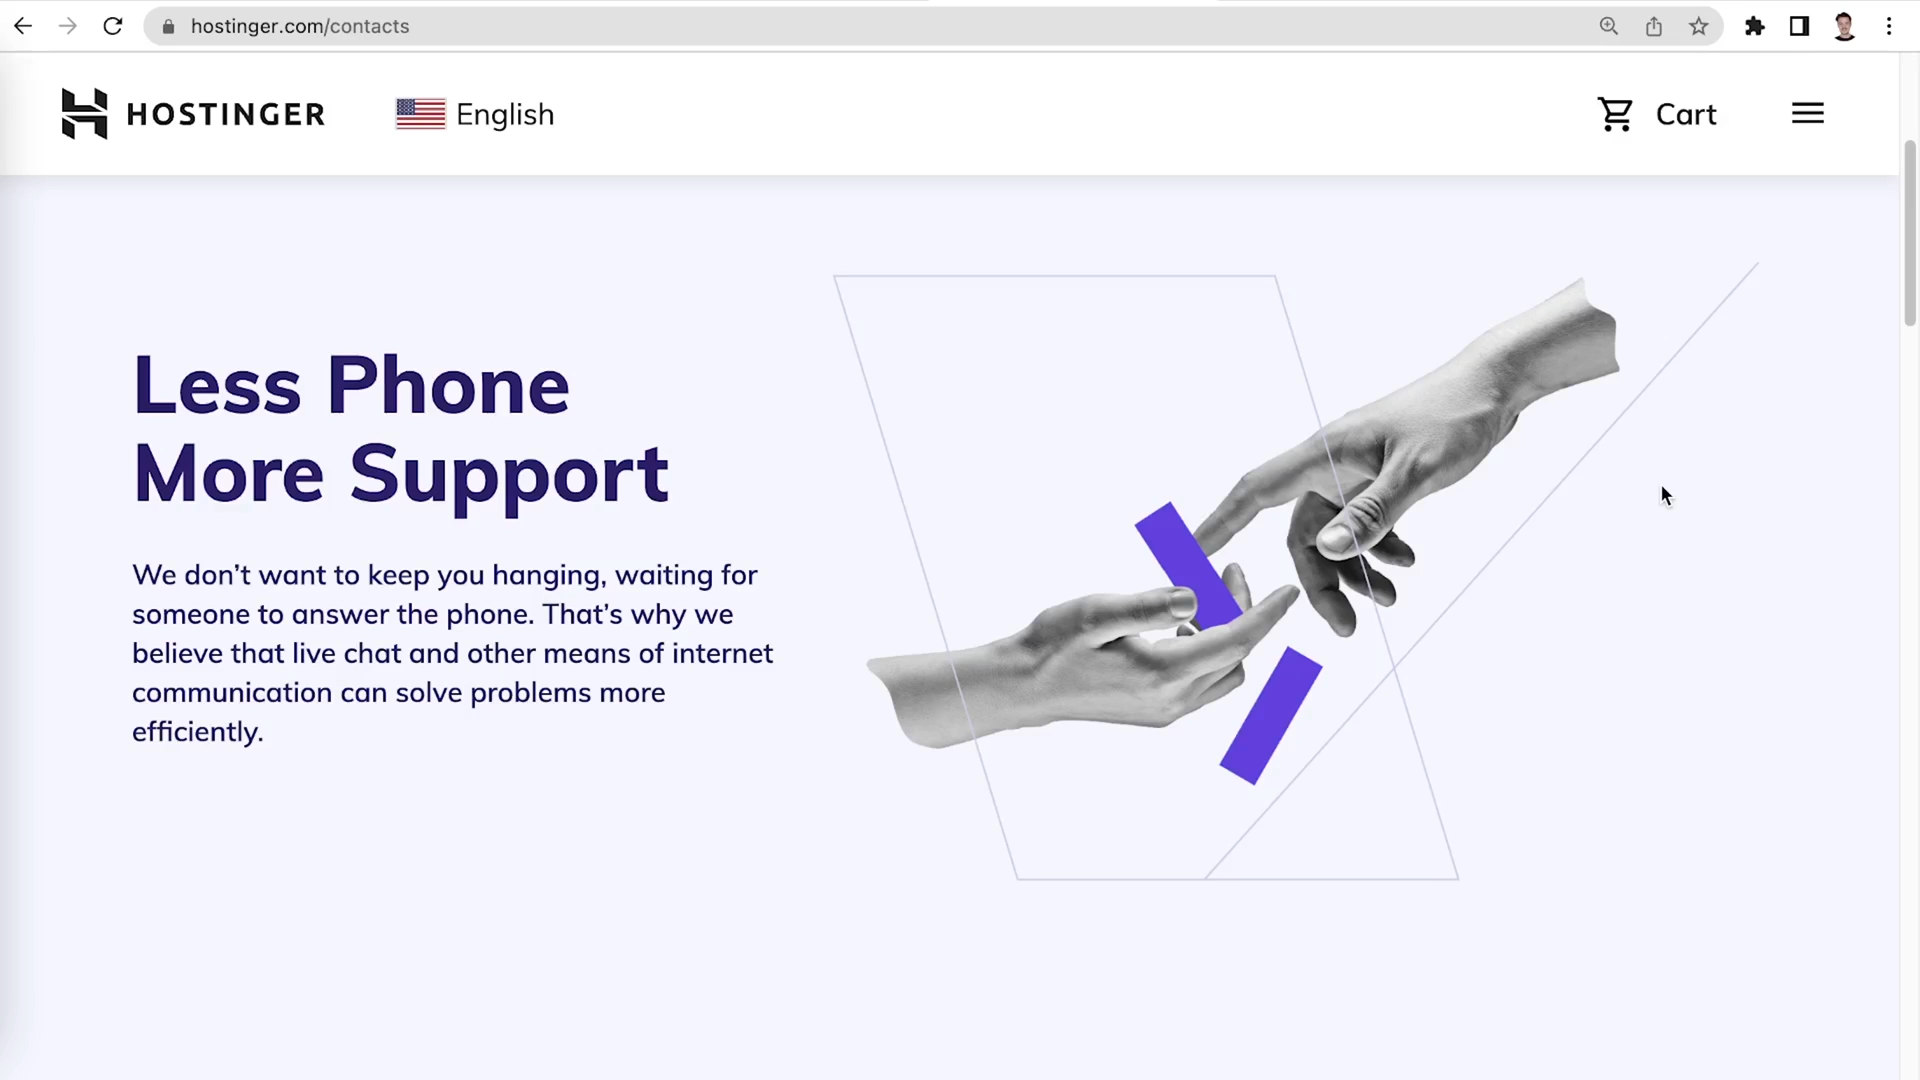 hostinger.com/contacts
HOSTINGER
English
Cart
Less Phone
More Support
We don’t want to keep you hanging, waiting for
someone to answer the phone. That’s why we
believe that live chat and other means of internet
communication can solve problems more
efficiently.